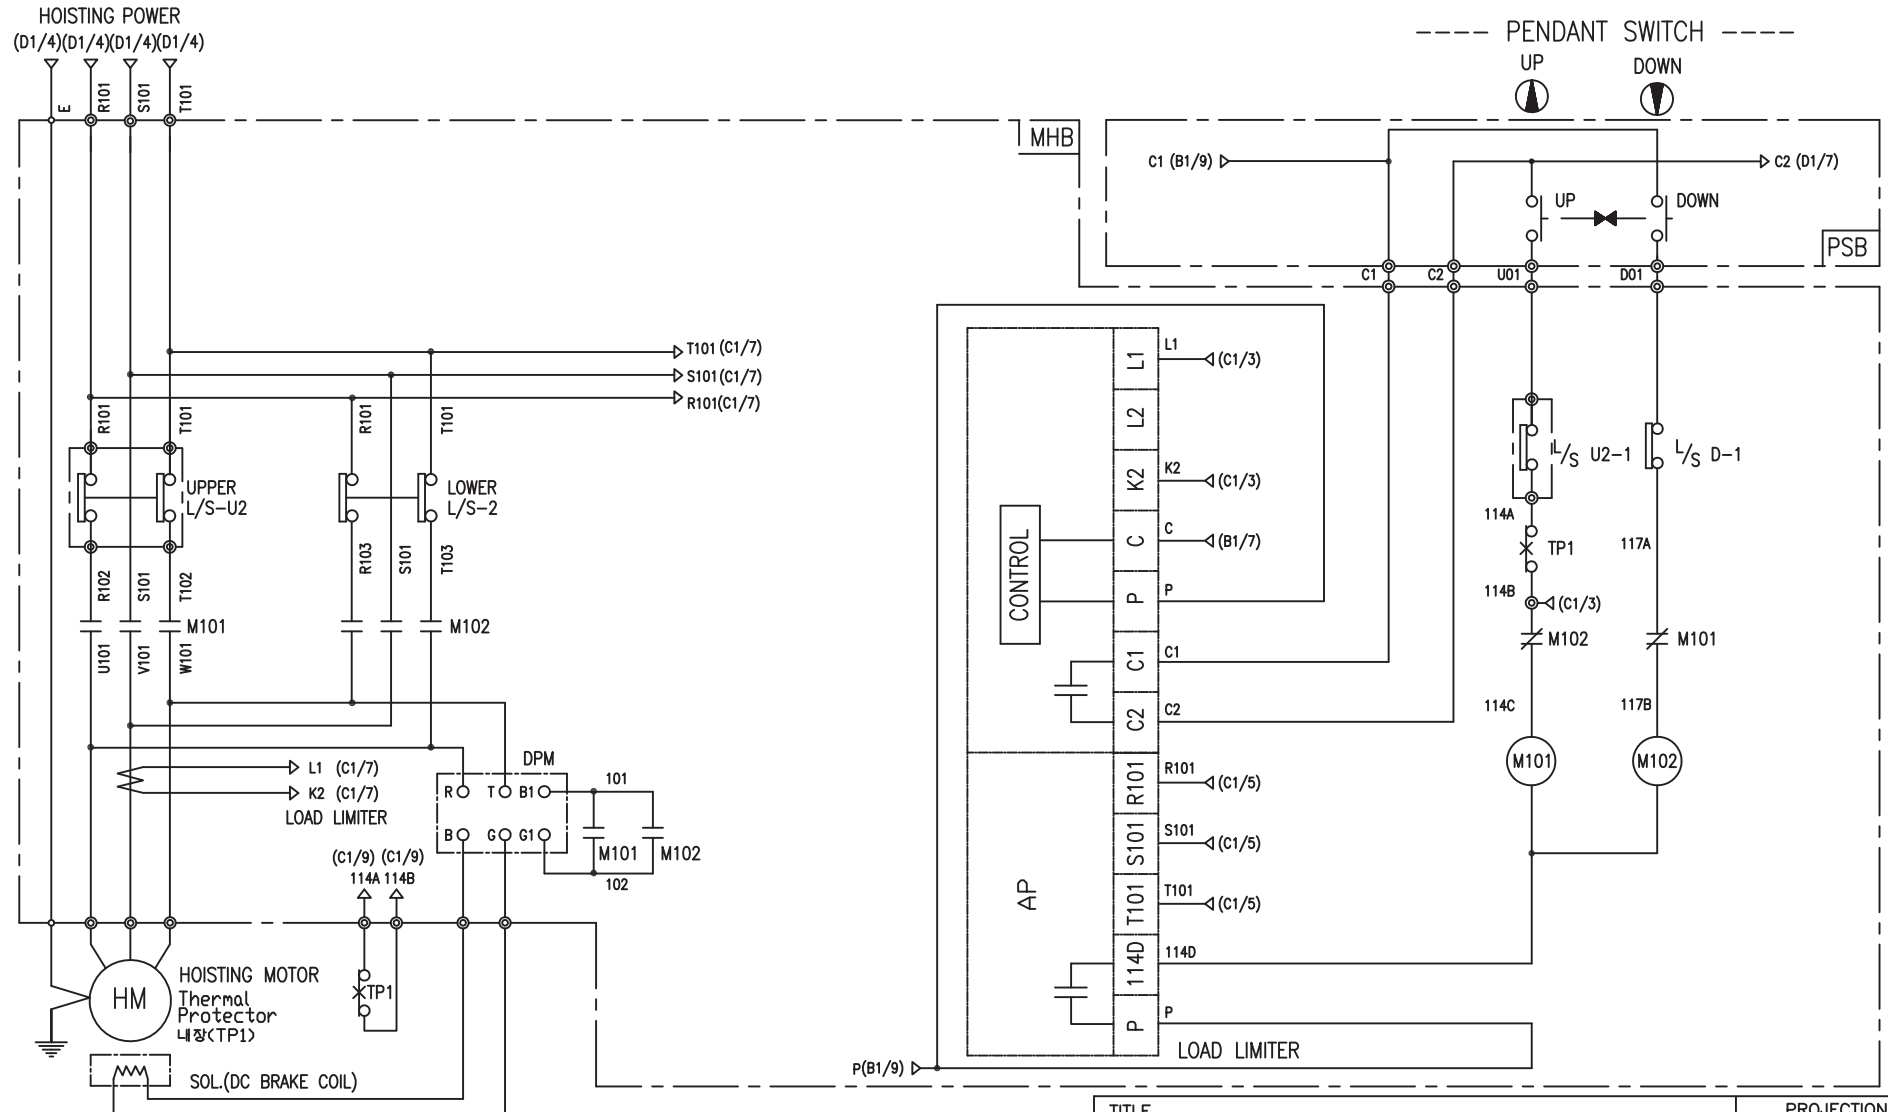 HOISTING POWER
(D1/4)(D1/4)(D1/4)(D1/4)
E
R101
S101
T101
MHB
---- PENDANT SWITCH ----
UP
DOWN
C1 (B1/9)
C2 (D1/7)
UP
DOWN
PSB
C1
C2
U01
D01
T101 (C1/7)
S101 (C1/7)
R101(C1/7)
R101
T101
R101
T101
UPPER
L/S-U2
LOWER
L/S-2
R102
S101
T102
R103
S101
T103
M101
M102
U101
V101
W101
L1 (C1/7)
K2 (C1/7)
LOAD LIMITER
DPM
R
T
B1
B
G
G1
101
M101
M102
102
(C1/9) (C1/9)
114A 114B
TP1
HOISTING MOTOR
Thermal
Protector
내장(TP1)
HM
SOL.(DC BRAKE COIL)
CONTROL
AP
L1
L1
(C1/3)
L2
K2
K2
(C1/3)
C
C
(B1/7)
P
P
C1
C1
C2
C2
R101
R101
(C1/5)
S101
S101
(C1/5)
T101
T101
(C1/5)
114D
114D
P
P
LOAD LIMITER
P(B1/9)
L/S U2-1
L/S D-1
114A
TP1
117A
114B
(C1/3)
M102
M101
114C
117B
M101
M102
TITLE
PROJECTION